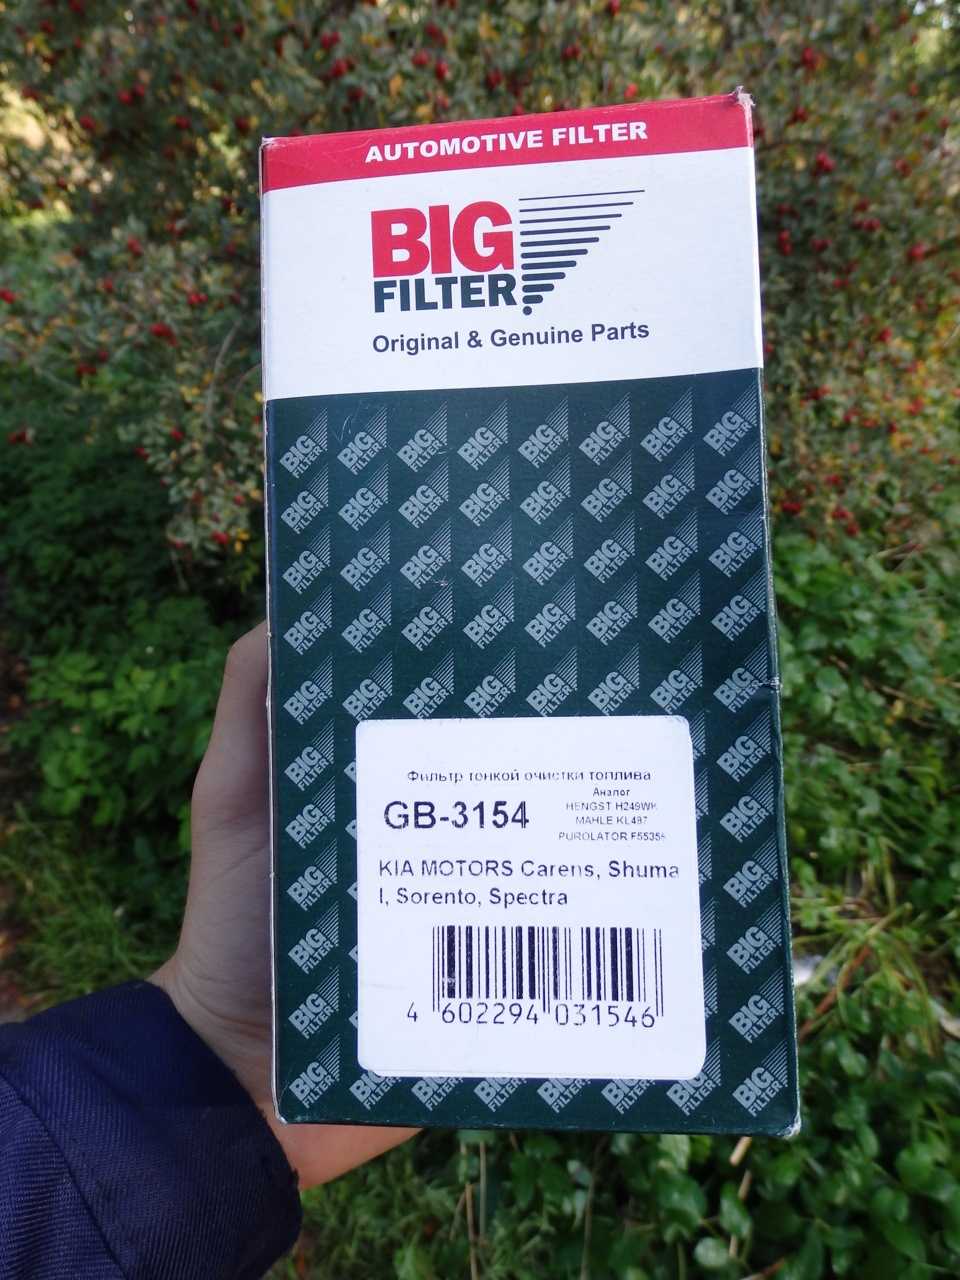 AUTOMOTIVE FILTER
BIG
FILTER
Original & Genuine Parts
Фильтр тонкой очистки топлива
Аналог
GB-3154
HENGST H249WK
MAHLE KL487
PUROLATOR F55355
KIA MOTORS Carens, Shuma
I, Sorento, Spectra
4 602294 031546